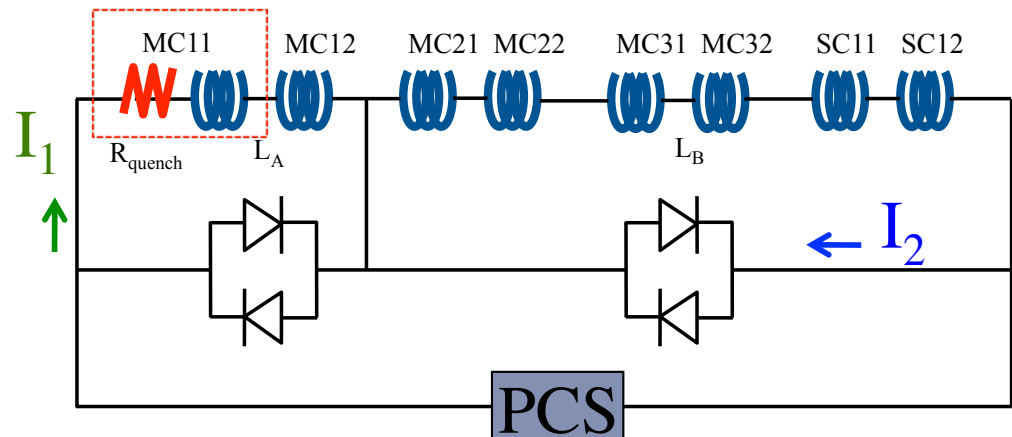 MC11 MC12 MC21 MC22 MC31 MC32 SC11 SC12
I1
Rquench LA LB
I2
PCS